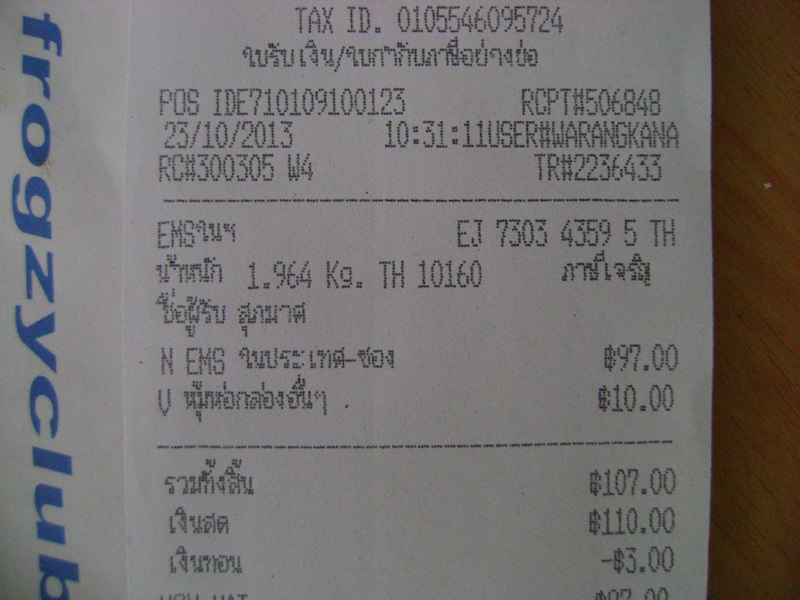 frogzyclub
TAX ID. 0105546095724
ใบรับเงิน/ใบกำกับภาษีอย่างย่อ
POS IDE710109100123 RCPT#506848
23/10/2013 10:31:11USER#WARANGKANA
RC#300305 W4 TR#2236433
EMSในฯ EJ 7303 4359 5 TH
น้ำหนัก 1.964 Kg. TH 10160 ภาษีเจริญ
ชื่อผู้รับ สุภมาศ
N EMS ในประเทศ-ซอง ฿97.00
V หุ้มห่อกล่องอื่นๆ ฿10.00
รวมทั้งสิ้น ฿107.00
เงินสด ฿110.00
เงินทอน -฿3.00